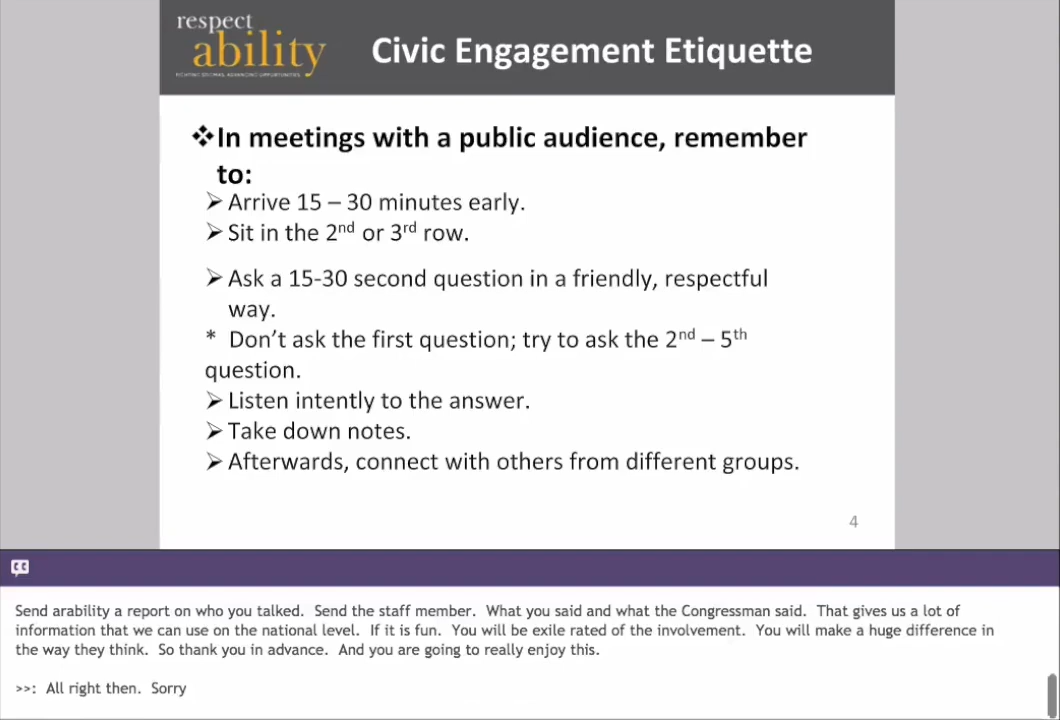 respect
ability
FIGHTING STIGMAS. ADVANCING OPPORTUNITIES.
Civic Engagement Etiquette
❖In meetings with a public audience, remember
to:
➢ Arrive 15 – 30 minutes early.
➢ Sit in the 2nd or 3rd row.
➢ Ask a 15-30 second question in a friendly, respectful
way.
* Don’t ask the first question; try to ask the 2nd – 5th
question.
➢ Listen intently to the answer.
➢ Take down notes.
➢ Afterwards, connect with others from different groups.
4
cc
Send arability a report on who you talked. Send the staff member. What you said and what the Congressman said. That gives us a lot of
information that we can use on the national level. If it is fun. You will be exile rated of the involvement. You will make a huge difference in
the way they think. So thank you in advance. And you are going to really enjoy this.
>>: All right then. Sorry